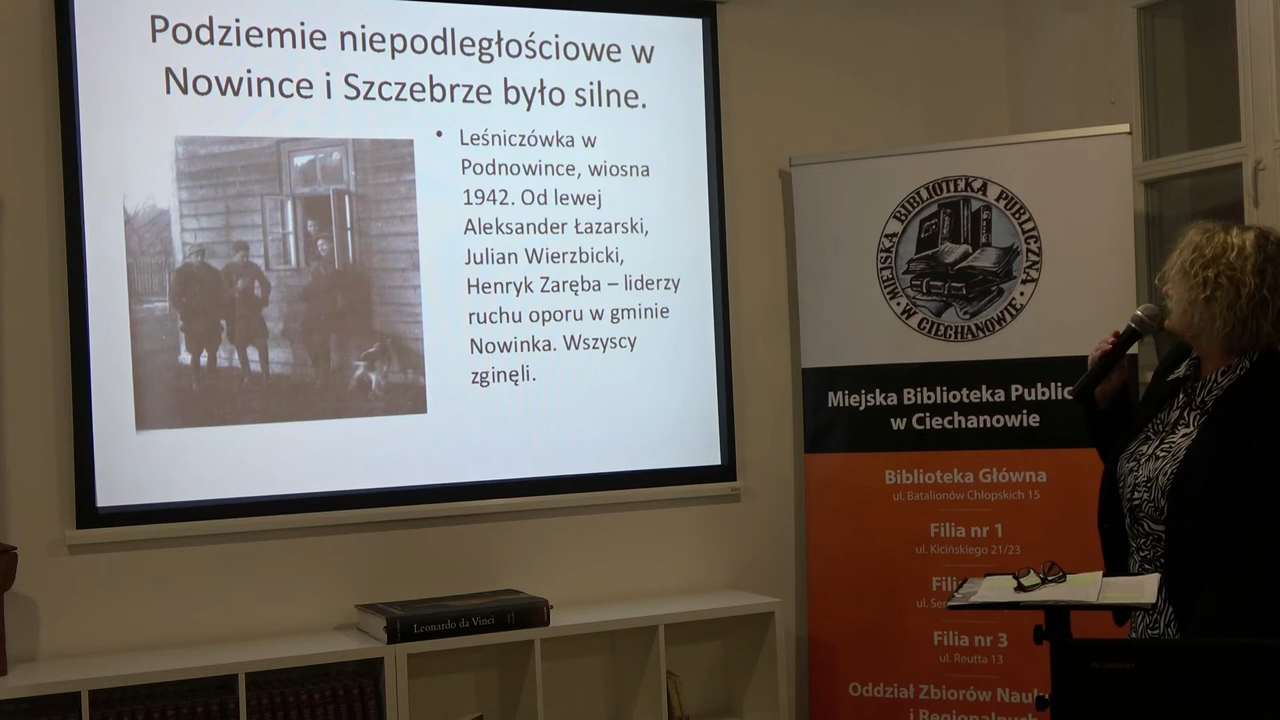 Podziemie niepodległościowe w
Nowince i Szczebrze było silne.
• Leśniczówka w
Podnowince, wiosna
1942. Od lewej
Aleksander Łazarski,
Julian Wierzbicki,
Henryk Zaręba – liderzy
ruchu oporu w gminie
Nowinka. Wszyscy
zginęli.
MIEJSKA BIBLIOTEKA PUBLICZNA
• W CIECHANOWIE •
Miejska Biblioteka Public
w Ciechanowie
Biblioteka Główna
ul. Batalionów Chłopskich 15
Filia nr 1
ul. Kicińskiego 21/23
Fili
ul. Ser
Filia nr 3
ul. Reutta 13
Oddział Zbiorów Nauk
i Regionalnych
Leonardo da Vinci